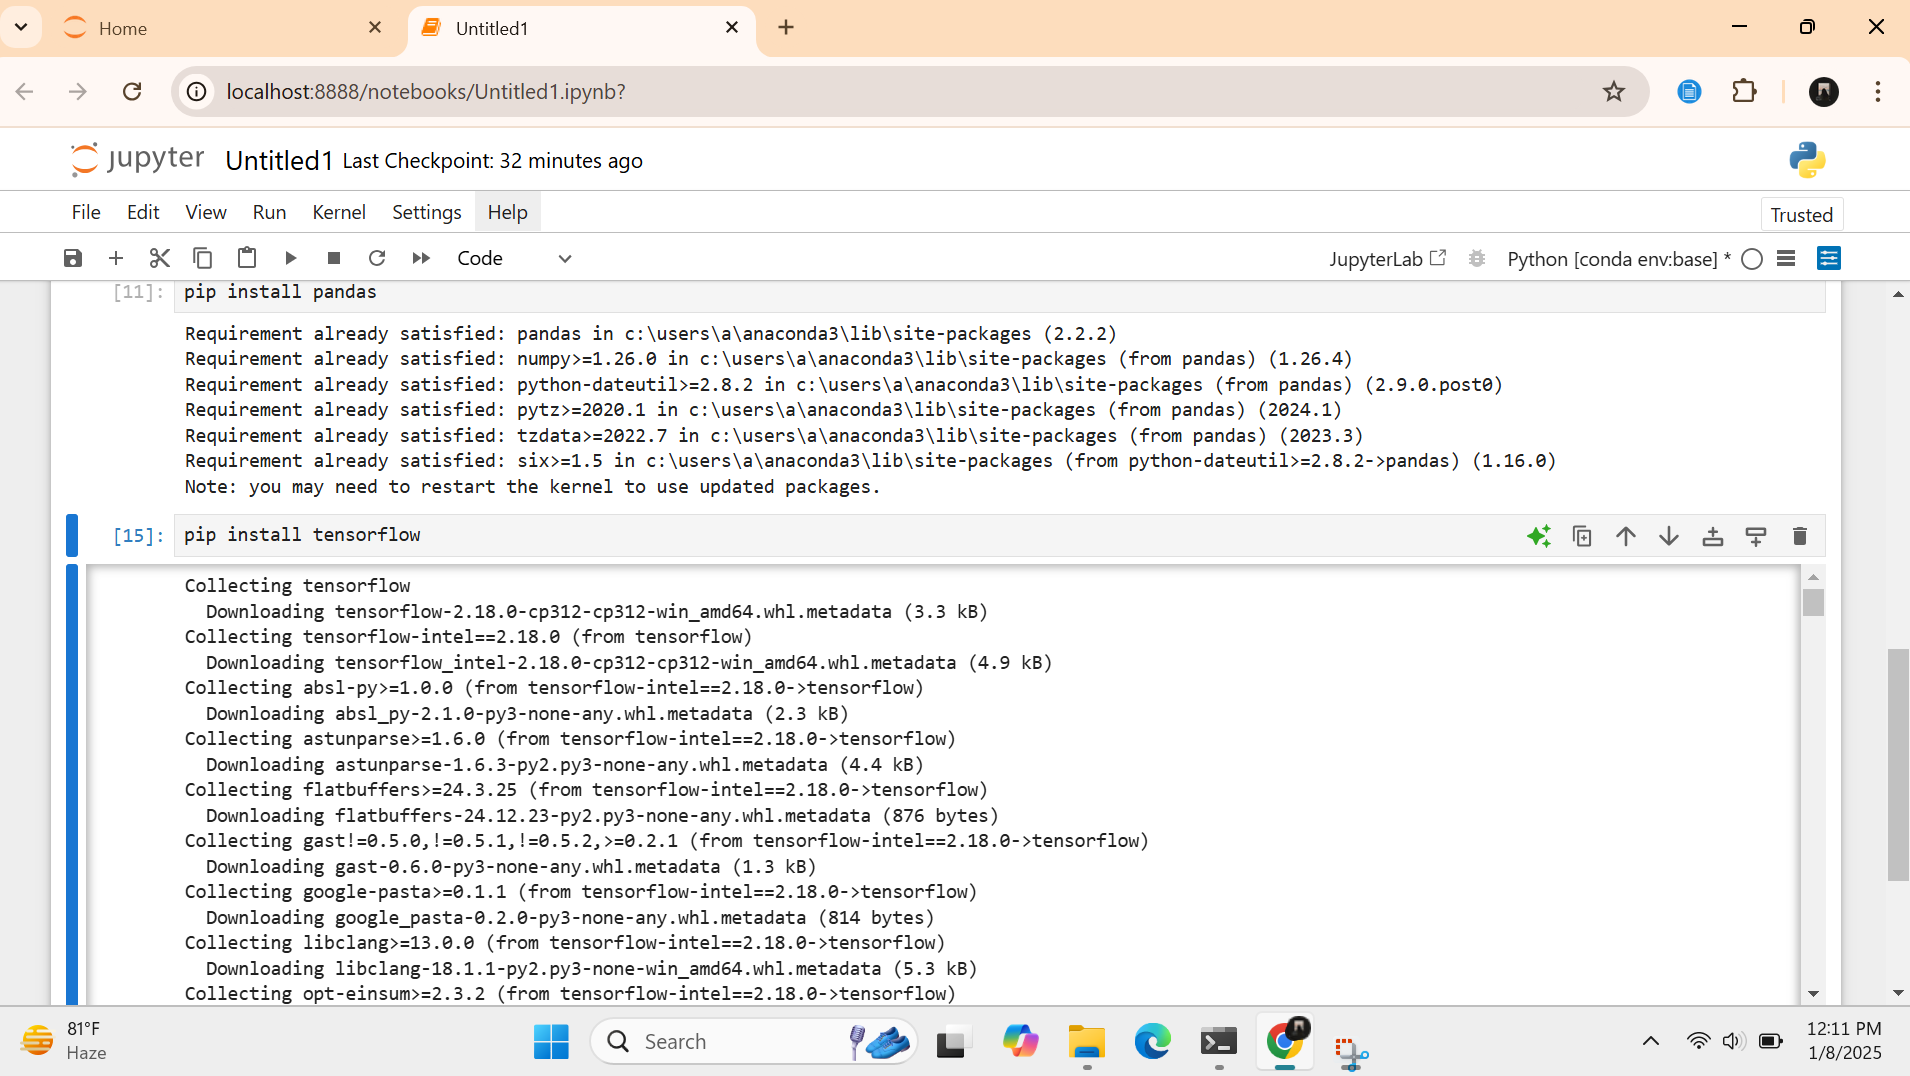 Home
Untitled1
localhost:8888/notebooks/Untitled1.ipynb?
jupyter Untitled1 Last Checkpoint: 32 minutes ago
File Edit View Run Kernel Settings Help
Trusted
Code
JupyterLab
Python [conda env:base] *
[11]: pip install pandas
Requirement already satisfied: pandas in c:\users\a\anaconda3\lib\site-packages (2.2.2)
Requirement already satisfied: numpy>=1.26.0 in c:\users\a\anaconda3\lib\site-packages (from pandas) (1.26.4)
Requirement already satisfied: python-dateutil>=2.8.2 in c:\users\a\anaconda3\lib\site-packages (from pandas) (2.9.0.post0)
Requirement already satisfied: pytz>=2020.1 in c:\users\a\anaconda3\lib\site-packages (from pandas) (2024.1)
Requirement already satisfied: tzdata>=2022.7 in c:\users\a\anaconda3\lib\site-packages (from pandas) (2023.3)
Requirement already satisfied: six>=1.5 in c:\users\a\anaconda3\lib\site-packages (from python-dateutil>=2.8.2->pandas) (1.16.0)
Note: you may need to restart the kernel to use updated packages.
[15]: pip install tensorflow
Collecting tensorflow
Downloading tensorflow-2.18.0-cp312-cp312-win_amd64.whl.metadata (3.3 kB)
Collecting tensorflow-intel==2.18.0 (from tensorflow)
Downloading tensorflow_intel-2.18.0-cp312-cp312-win_amd64.whl.metadata (4.9 kB)
Collecting absl-py>=1.0.0 (from tensorflow-intel==2.18.0->tensorflow)
Downloading absl_py-2.1.0-py3-none-any.whl.metadata (2.3 kB)
Collecting astunparse>=1.6.0 (from tensorflow-intel==2.18.0->tensorflow)
Downloading astunparse-1.6.3-py2.py3-none-any.whl.metadata (4.4 kB)
Collecting flatbuffers>=24.3.25 (from tensorflow-intel==2.18.0->tensorflow)
Downloading flatbuffers-24.12.23-py2.py3-none-any.whl.metadata (876 bytes)
Collecting gast!=0.5.0,!=0.5.1,!=0.5.2,>=0.2.1 (from tensorflow-intel==2.18.0->tensorflow)
Downloading gast-0.6.0-py3-none-any.whl.metadata (1.3 kB)
Collecting google-pasta>=0.1.1 (from tensorflow-intel==2.18.0->tensorflow)
Downloading google_pasta-0.2.0-py3-none-any.whl.metadata (814 bytes)
Collecting libclang>=13.0.0 (from tensorflow-intel==2.18.0->tensorflow)
Downloading libclang-18.1.1-py2.py3-none-win_amd64.whl.metadata (5.3 kB)
Collecting opt-einsum>=2.3.2 (from tensorflow-intel==2.18.0->tensorflow)
81°F
Haze
Search
12:11 PM
1/8/2025